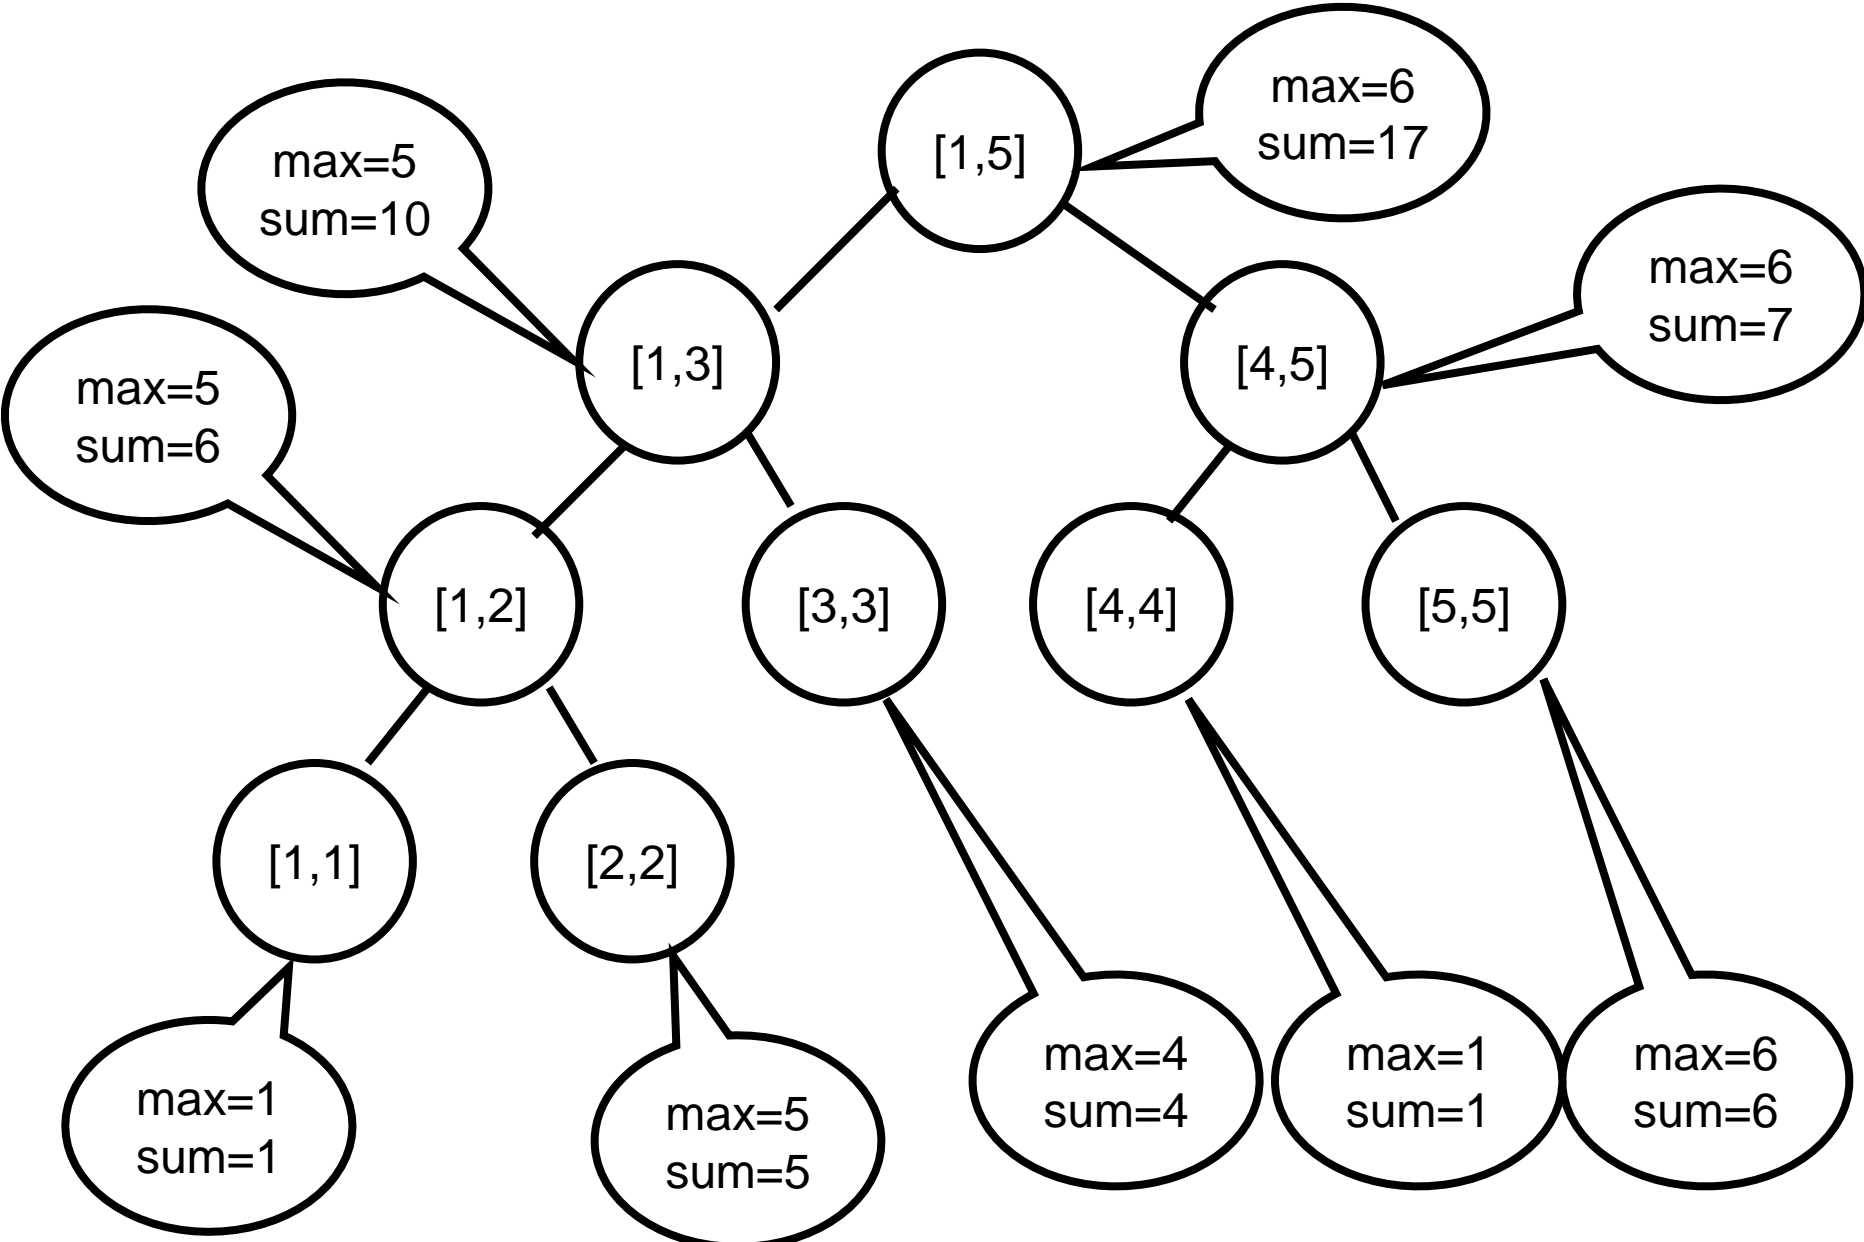 max=6
sum=17
[1,5]
max=5
sum=10
max=6
sum=7
[1,3]
[4,5]
max=5
sum=6
[1,2]
[3,3]
[4,4]
[5,5]
[1,1]
[2,2]
max=1
sum=1
max=5
sum=5
max=4
sum=4
max=1
sum=1
max=6
sum=6